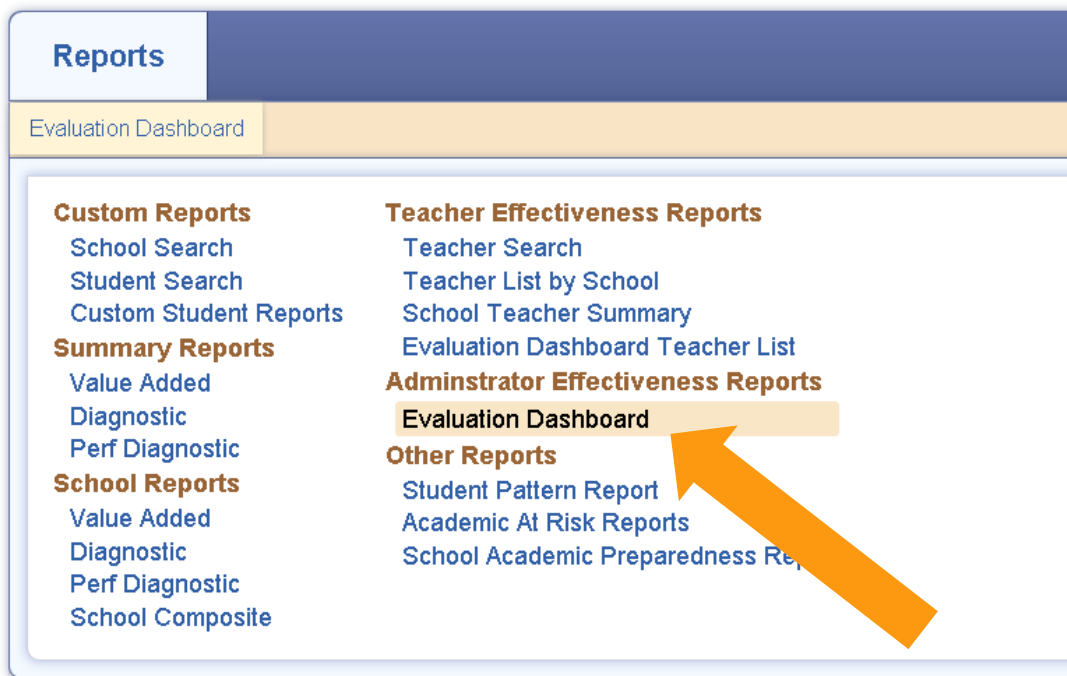 Reports
Evaluation Dashboard
Custom Reports
School Search
Student Search
Custom Student Reports
Summary Reports
Value Added
Diagnostic
Perf Diagnostic
School Reports
Value Added
Diagnostic
Perf Diagnostic
School Composite
Teacher Effectiveness Reports
Teacher Search
Teacher List by School
School Teacher Summary
Evaluation Dashboard Teacher List
Adminstrator Effectiveness Reports
Evaluation Dashboard
Other Reports
Student Pattern Report
Academic At Risk Reports
School Academic Preparedness